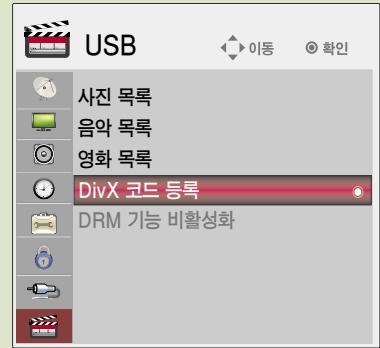 USB 이동 확인
사진 목록
음악 목록
영화 목록
DivX 코드 등록
DRM 기능 비활성화